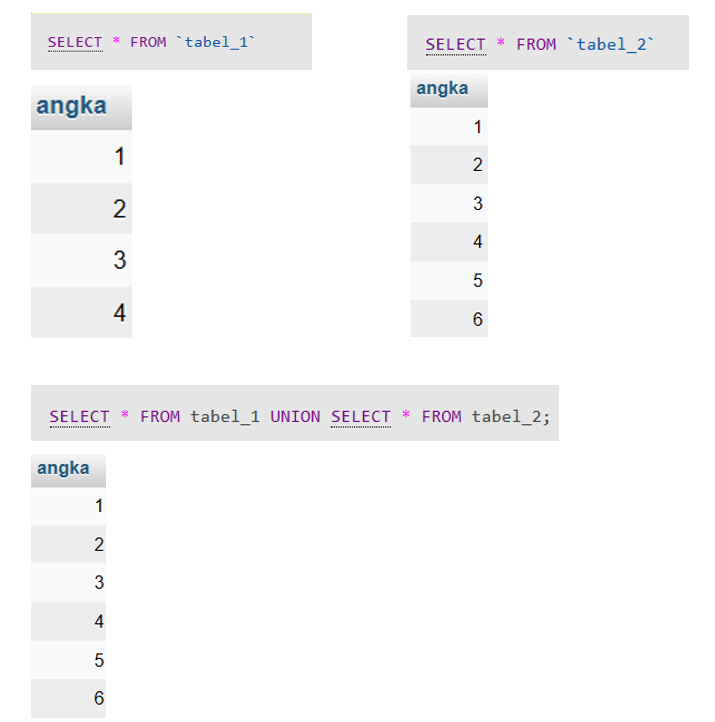 SELECT * FROM `tabel_1`
angka
1
2
3
4
SELECT * FROM `tabel_2`
angka
1
2
3
4
5
6
SELECT * FROM tabel_1 UNION SELECT * FROM tabel_2;
angka
1
2
3
4
5
6